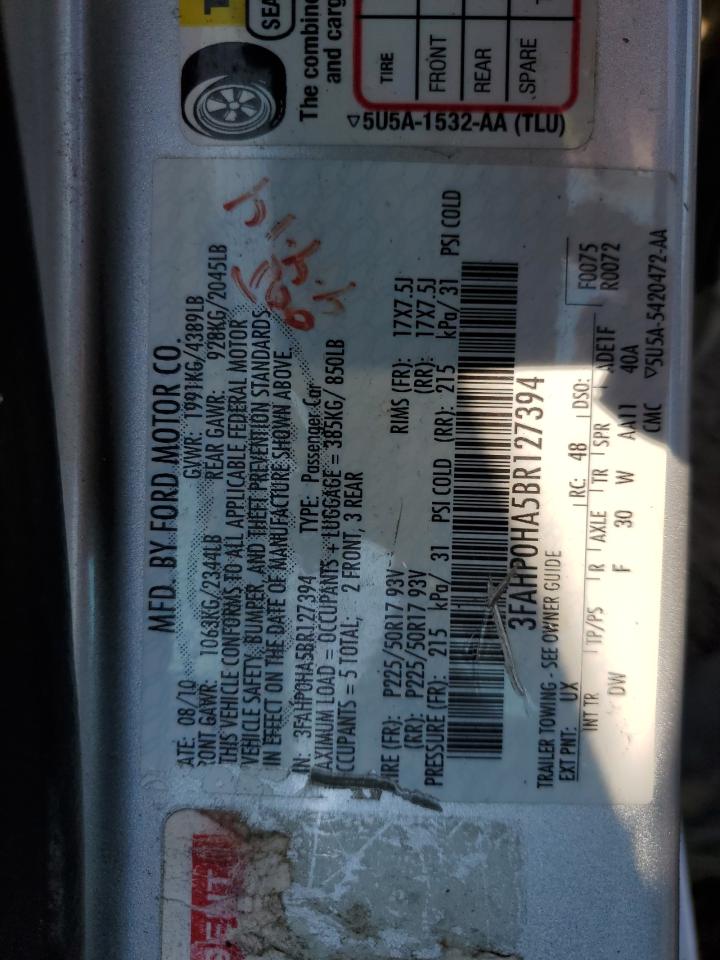 SEA
The combine
and carg
TIRE
FRONT
REAR
SPARE
▽5U5A-1532-AA (TLU)
MFD. BY FORD MOTOR CO.
ATE: 08/10 GVWR: 1991KG/4389LB
RONT GAWR: 1063KG/2344LB REAR GAWR: 928KG/2045LB
THIS VEHICLE CONFORMS TO ALL APPLICABLE FEDERAL MOTOR
VEHICLE SAFETY, BUMPER, AND THEFT PREVENTION STANDARDS
IN EFFECT ON THE DATE OF MANUFACTURE SHOWN ABOVE.
IN: 3FAHP0HA5BR127394 TYPE: Passenger Car
AXIMUM LOAD = OCCUPANTS + LUGGAGE = 385KG/ 850LB
CCUPANTS = 5 TOTAL; 2 FRONT, 3 REAR
IRE (FR): P225/50R17 93V RIMS (FR): 17X7.5J
(RR): P225/50R17 93V (RR): 17X7.5J
PRESSURE (FR): 215 kPa/ 31 PSI COLD (RR): 215 kPa/ 31 PSI COLD
3FAHP0HA5BR127394
TRAILER TOWING - SEE OWNER GUIDE F0075
R0072
EXT PNT: UX RC: 48 DSO:
INT TR TP/PS R AXLE TR SPR ADE1F
DW F 30 W AA11 40A
CMC ▽5U5A-5420472-AA